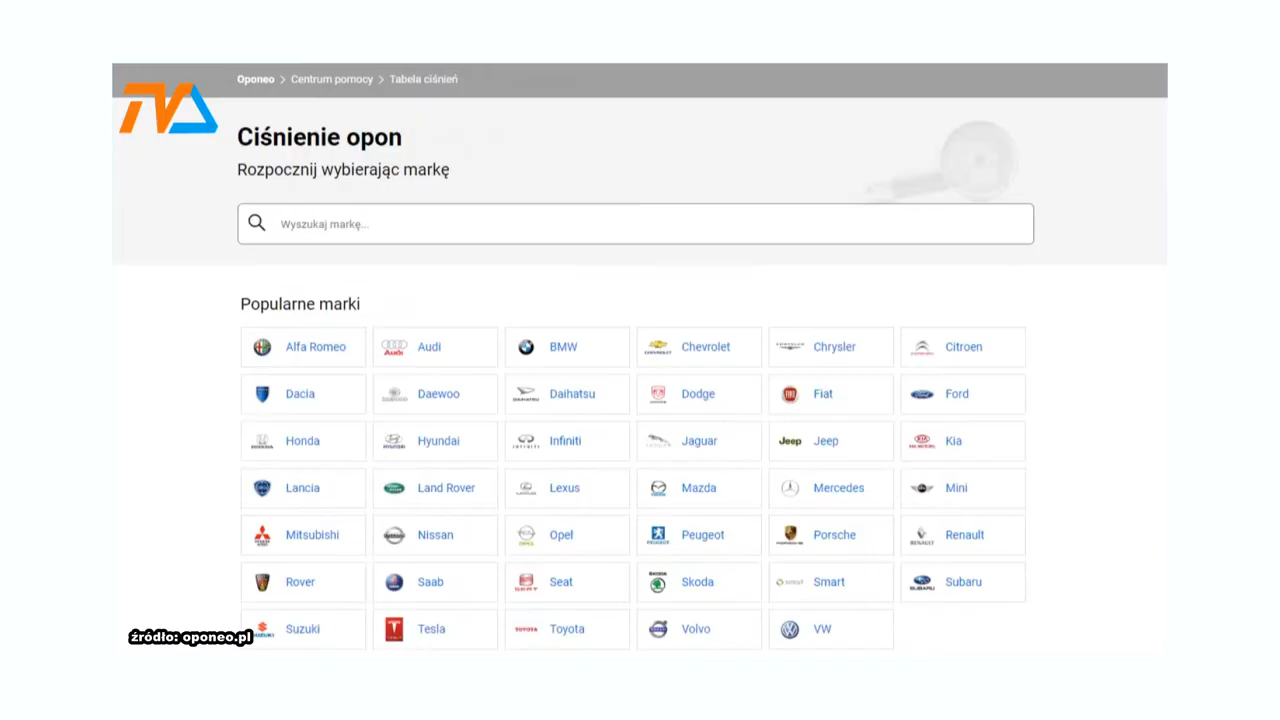 Oponeo > Centrum pomocy > Tabela ciśnień
TVA
Ciśnienie opon
Rozpocznij wybierając markę
Wyszukaj markę...
Popularne marki
Alfa Romeo Audi BMW Chevrolet Chrysler Citroen
Dacia Daewoo Daihatsu Dodge Fiat Ford
Honda Hyundai Infiniti Jaguar Jeep Jeep Kia
Lancia Land Rover Lexus Mazda Mercedes Mini
Mitsubishi Nissan Opel Peugeot Porsche Renault
Rover Saab Seat Skoda Smart Subaru
Suzuki Tesla TOYOTA Toyota Volvo VW
źródło: oponeo.pl